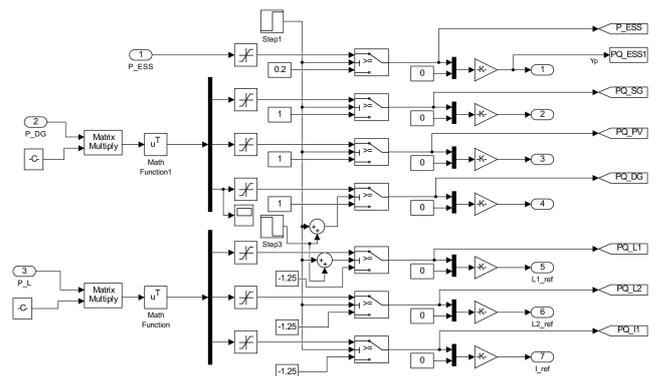 Step1
P_ESS
1
P_ESS
>=
0.2
0
-K-
1
Yp
PQ_ESS1
PQ_SG
>=
1
0
-K-
2
2
P_DG
-C-
Matrix
Multiply
u^T
Math
Function1
PQ_PV
>=
1
0
-K-
3
PQ_DG
>=
1
0
-K-
4
Step3
++
++
PQ_L1
>=
-1.25
0
-K-
5
L1_ref
3
P_L
-C-
Matrix
Multiply
u^T
Math
Function
PQ_L2
>=
-1.25
0
-K-
6
L2_ref
PQ_I1
>=
-1.25
0
-K-
7
I_ref